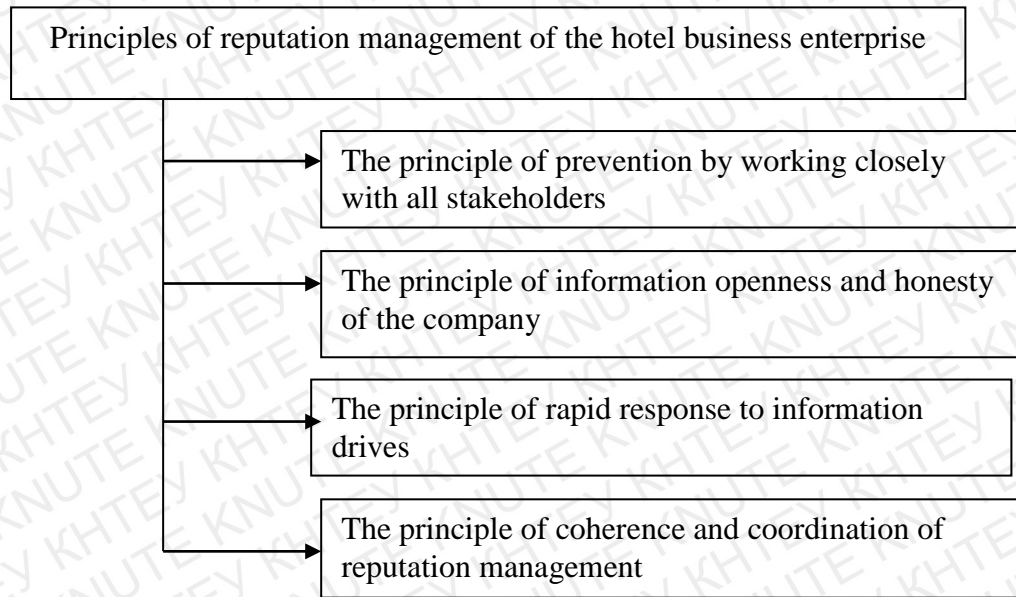 Principles of reputation management of the hotel business enterprise
The principle of prevention by working closely
with all stakeholders
The principle of information openness and honesty
of the company
The principle of rapid response to information
drives
The principle of coherence and coordination of
reputation management